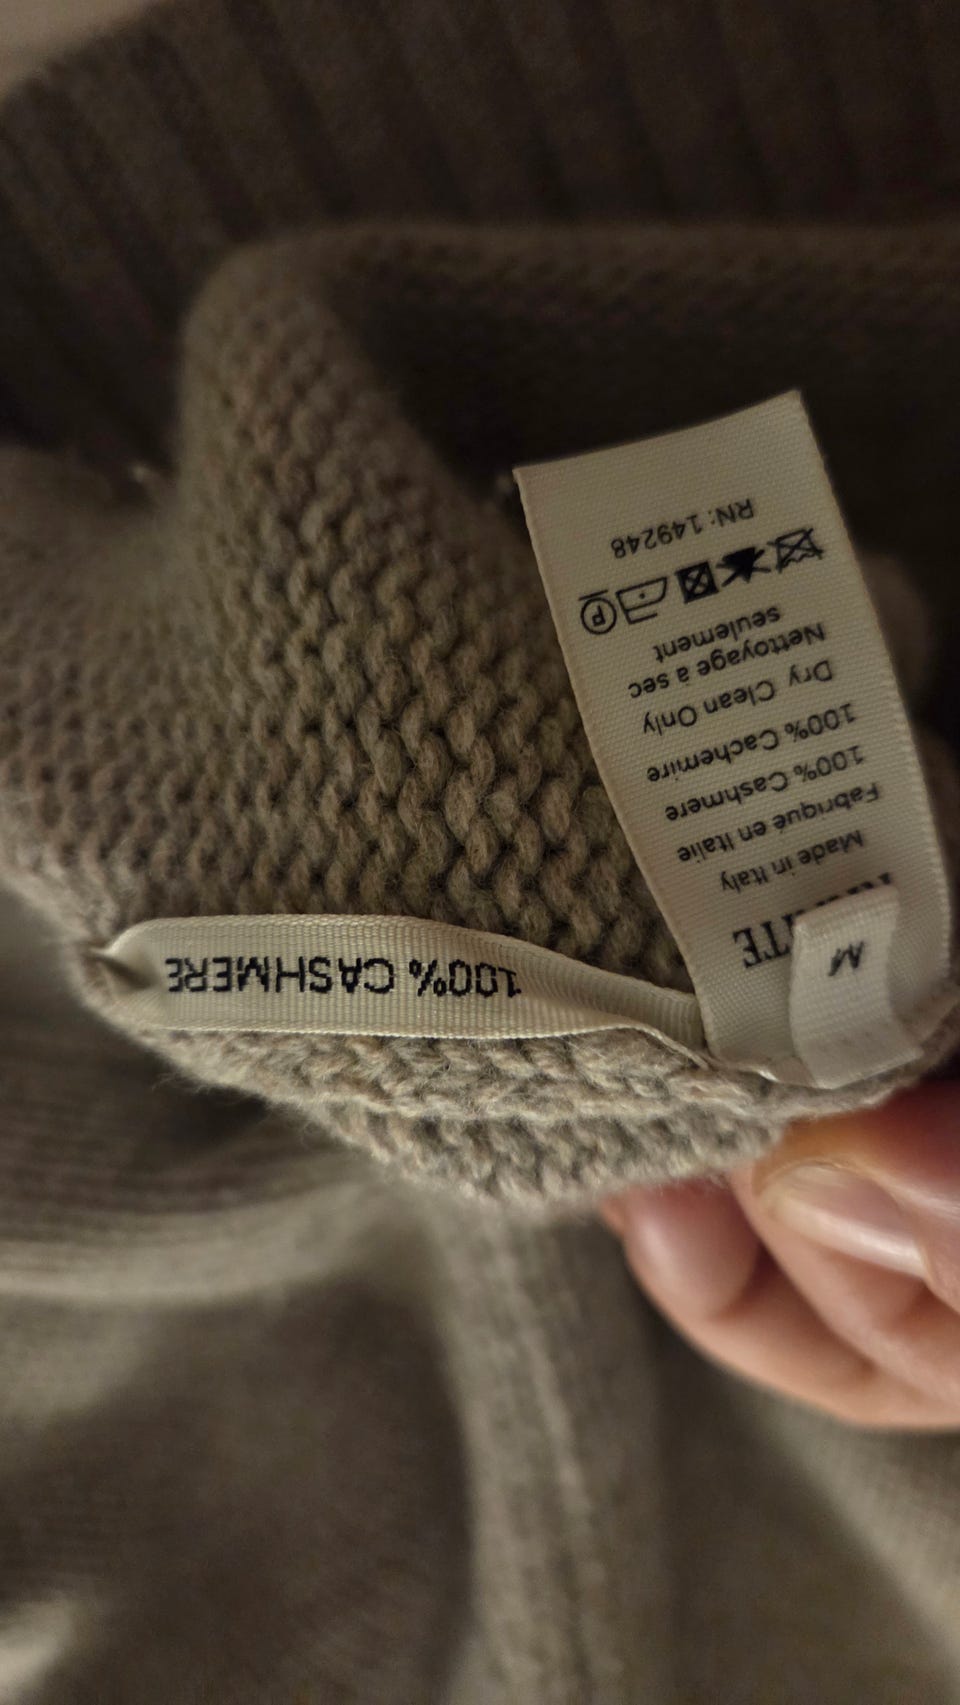 100% CASHMERE
M
Made in Italy
Fabriqué en Italie
100% Cashmere
100% Cachemire
Dry Clean Only
Nettoyage à sec
seulement
P
RN: 149248